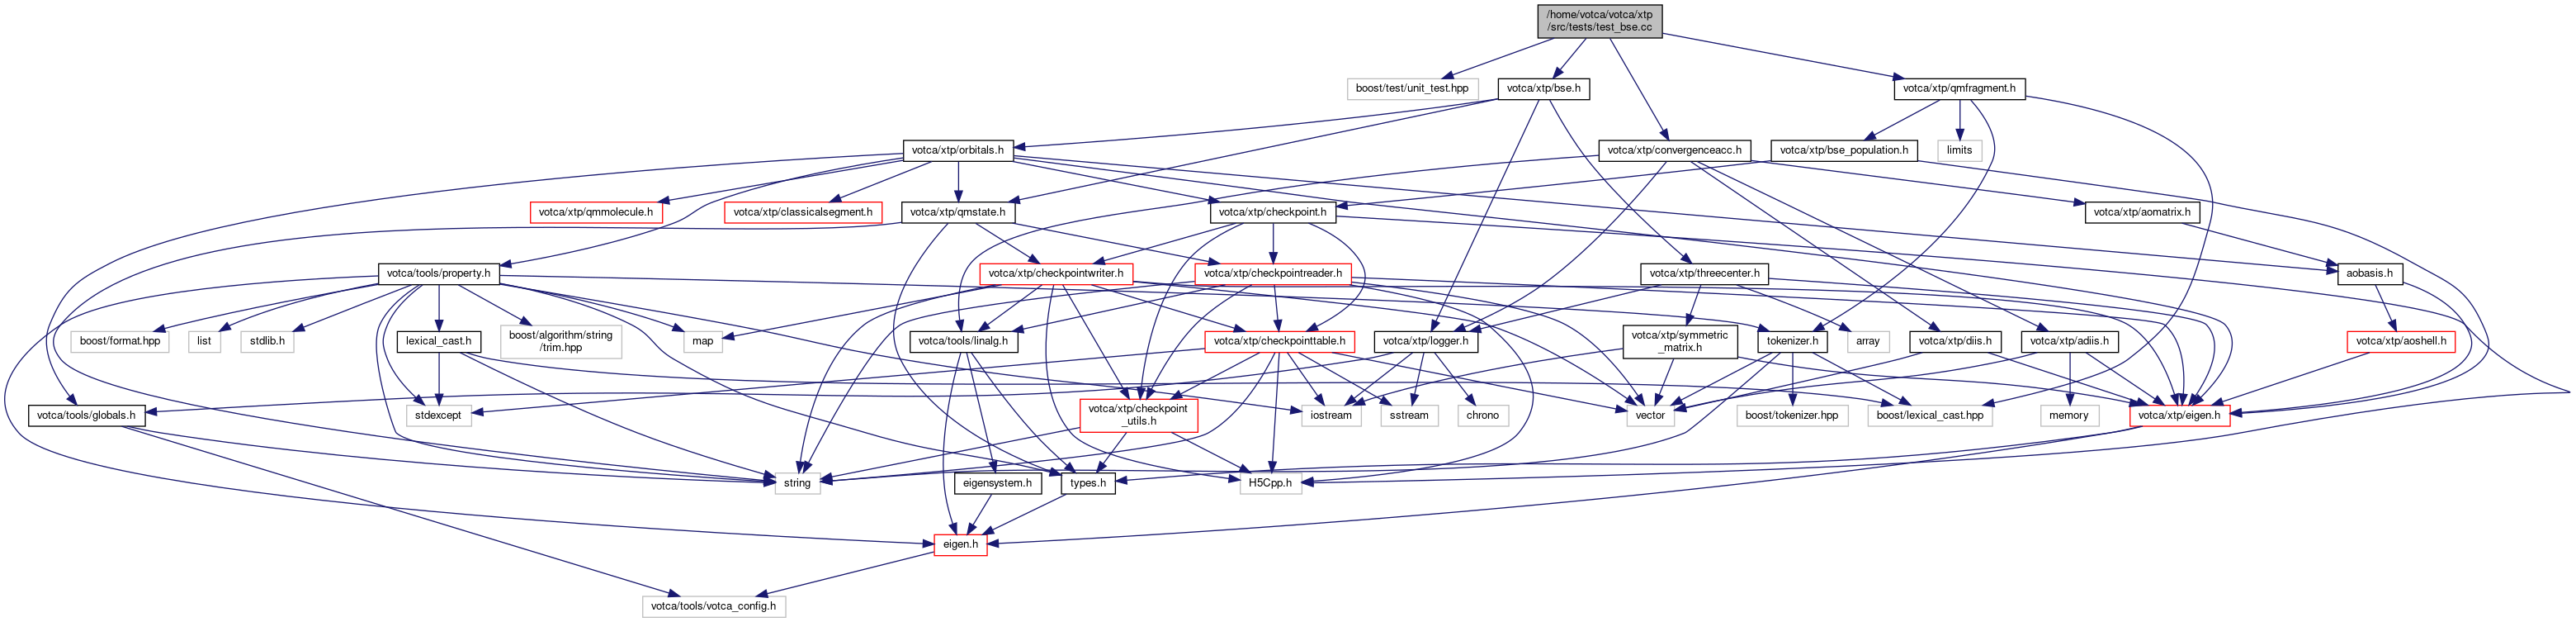 /home/votca/votca/xtp
/src/tests/test_bse.cc
boost/test/unit_test.hpp
votca/xtp/bse.h
votca/xtp/qmfragment.h
votca/xtp/orbitals.h
votca/xtp/convergenceacc.h
votca/xtp/bse_population.h
limits
votca/xtp/qmmolecule.h
votca/xtp/classicalsegment.h
votca/xtp/qmstate.h
votca/xtp/checkpoint.h
votca/xtp/aomatrix.h
votca/tools/property.h
votca/xtp/checkpointwriter.h
votca/xtp/checkpointreader.h
votca/xtp/threecenter.h
aobasis.h
boost/format.hpp
list
stdlib.h
lexical_cast.h
boost/algorithm/string
/trim.hpp
map
votca/tools/linalg.h
votca/xtp/checkpointtable.h
votca/xtp/logger.h
votca/xtp/symmetric
_matrix.h
tokenizer.h
array
votca/xtp/diis.h
votca/xtp/adiis.h
votca/xtp/aoshell.h
votca/tools/globals.h
stdexcept
votca/xtp/checkpoint
_utils.h
iostream
sstream
chrono
vector
boost/tokenizer.hpp
boost/lexical_cast.hpp
memory
votca/xtp/eigen.h
string
eigensystem.h
types.h
H5Cpp.h
eigen.h
votca/tools/votca_config.h